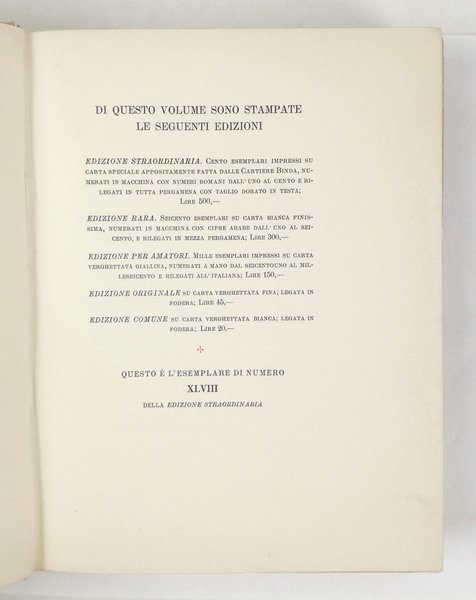 DI QUESTO VOLUME SONO STAMPATE
LE SEGUENTI EDIZIONI
EDIZIONE STRAORDINARIA. CENTO ESEMPLARI IMPRESSI SU
CARTA SPECIALE APPOSITAMENTE FATTA DALLE CARTIERE BINDA, NU-
MERATI IN MACCHINA CON NUMERI ROMANI DALL'UNO AL CENTO E RI-
LEGATI IN TUTTA PERGAMENA CON TAGLIO DORATO IN TESTA;
LIRE 500,—
EDIZIONE RARA. SEICENTO ESEMPLARI SU CARTA BIANCA FINIS-
SIMA, NUMERATI IN MACCHINA CON CIFRE ARABE DALL'UNO AL SEI-
CENTO, E RILEGATI IN MEZZA PERGAMENA; LIRE 300,—
EDIZIONE PER AMATORI. MILLE ESEMPLARI IMPRESSI SU CARTA
VERGHETTATA GIALLINA, NUMERATI A MANO DAL SEICENTOUNO AL MIL-
LESEICENTO E RILEGATI ALL'ITALIANA; LIRE 150,—
EDIZIONE ORIGINALE SU CARTA VERGHETTATA FINA; LEGATA IN
FODERA; LIRE 45,—
EDIZIONE COMUNE SU CARTA VERGHETTATA BIANCA; LEGATA IN
FODERA; LIRE 20,—
QUESTO È L'ESEMPLARE DI NUMERO
XLVIII
DELLA EDIZIONE STRAORDINARIA